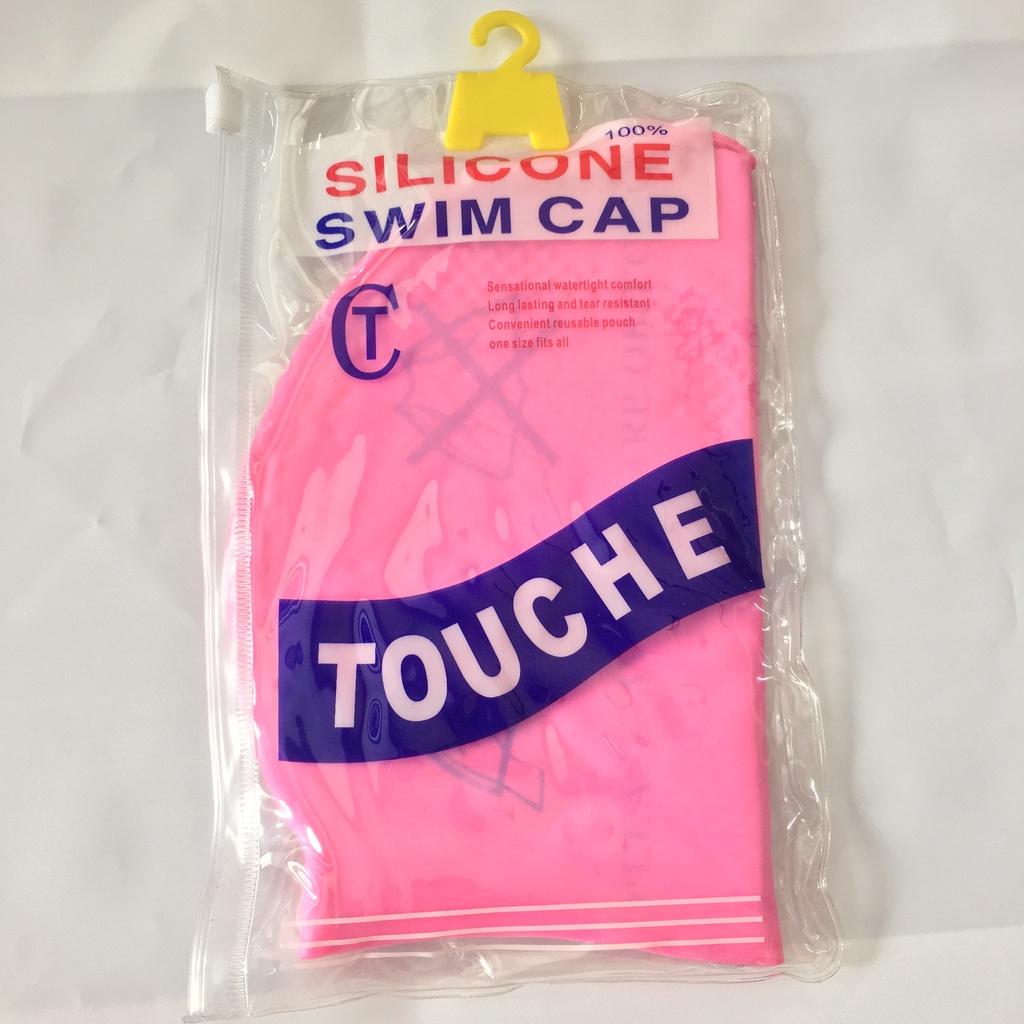 100%
SILICONE
SWIM CAP
CT
Sensational watertight comfort
Long lasting and tear resistant
Convenient reusable pouch
one size fits all
TOUCHE